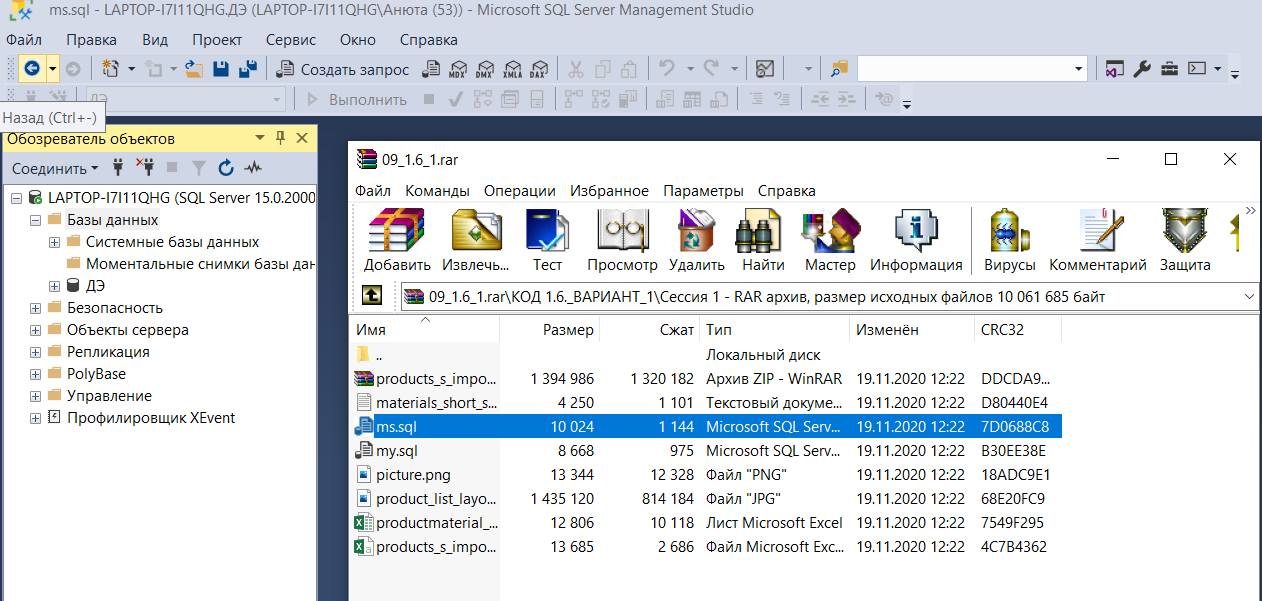 ms.sql - LAPTOP-I7I11QHG.ДЭ (LAPTOP-I7I11QHG\Анюта (53)) - Microsoft SQL Server Management Studio
Файл Правка Вид Проект Сервис Окно Справка
Создать запрос MDX DMX XMLA DAX
ДЭ Выполнить
Назад (Ctrl+-)
Обозреватель объектов
Соединить
LAPTOP-I7I11QHG (SQL Server 15.0.2000
Базы данных
Системные базы данных
Моментальные снимки базы дан
ДЭ
Безопасность
Объекты сервера
Репликация
PolyBase
Управление
Профилировщик XEvent
09_1.6_1.rar
Файл Команды Операции Избранное Параметры Справка
Добавить Извлечь... Тест Просмотр Удалить Найти Мастер Информация Вирусы Комментарий Защита
09_1.6_1.rar\КОД 1.6._ВАРИАНТ_1\Сессия 1 - RAR архив, размер исходных файлов 10 061 685 байт
Имя Размер Сжат Тип Изменён CRC32
.. Локальный диск
products_s_impo... 1 394 986 1 320 182 Архив ZIP - WinRAR 19.11.2020 12:22 DDCDA9...
materials_short_s... 4 250 1 101 Текстовый докуме... 19.11.2020 12:22 D80440E4
ms.sql 10 024 1 144 Microsoft SQL Serv... 19.11.2020 12:22 7D0688C8
my.sql 8 668 975 Microsoft SQL Serv... 19.11.2020 12:22 B30EE38E
picture.png 13 344 12 328 Файл "PNG" 19.11.2020 12:22 18ADC9E1
product_list_layo... 1 435 120 814 184 Файл "JPG" 19.11.2020 12:22 68E20FC9
productmaterial_... 12 806 10 118 Лист Microsoft Excel 19.11.2020 12:22 7549F295
products_s_impo... 13 685 2 686 Файл Microsoft Exc... 19.11.2020 12:22 4C7B4362